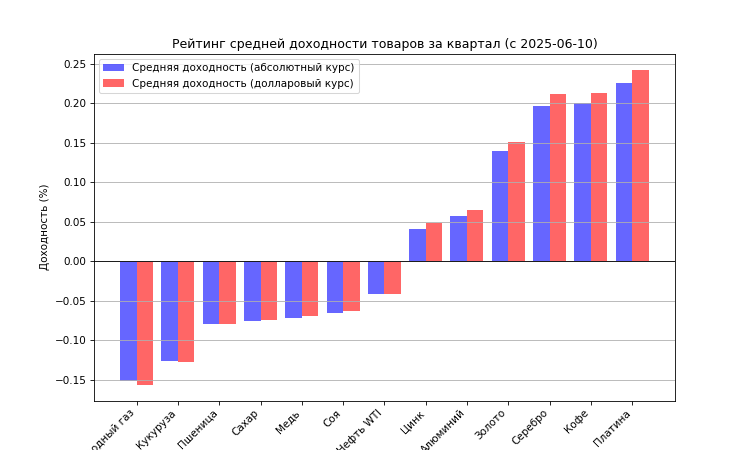 Рейтинг средней доходности товаров за квартал (с 2025-06-10)
Средняя доходность (абсолютный курс)
Средняя доходность (долларовый курс)
Доходность (%)
0.25
0.20
0.15
0.10
0.05
0.00
−0.05
−0.10
−0.15
газ
Кукуруза
Пшеница
Сахар
Медь
Соя
Нефть WTI
Цинк
Алюминий
Золото
Серебро
Кофе
Платина